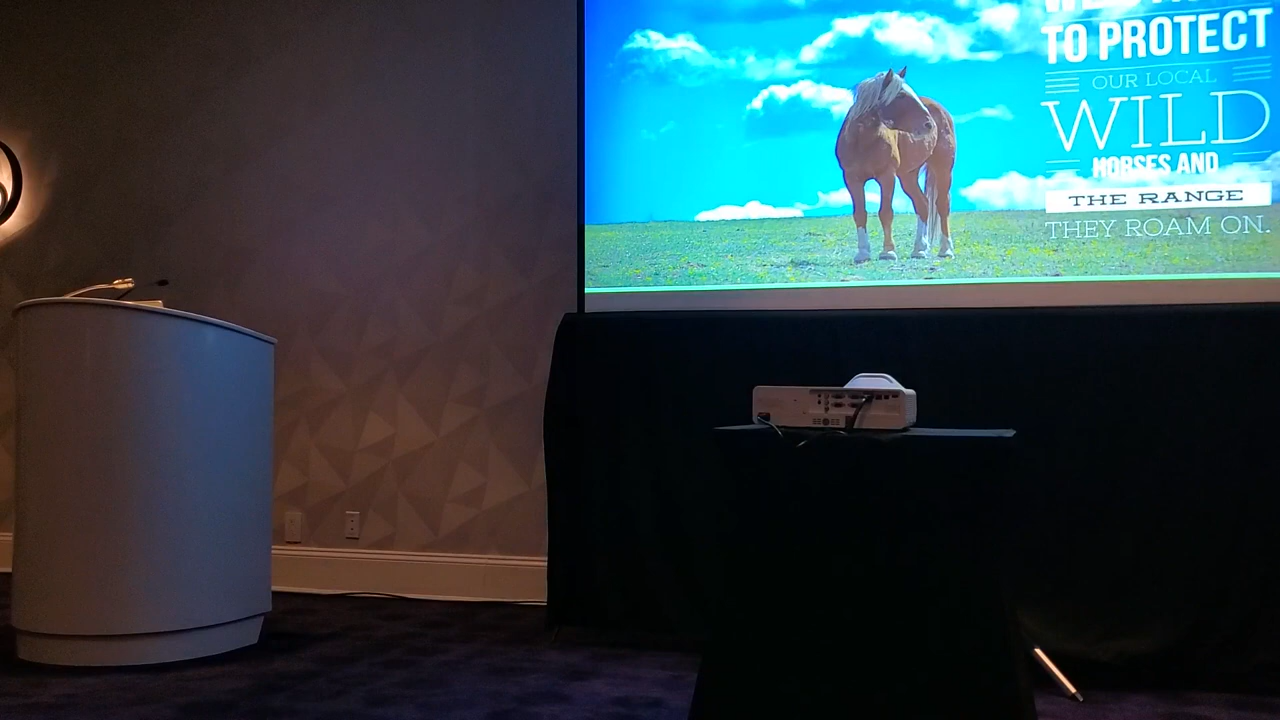 TO PROTECT
OUR LOCAL
WILD
HORSES AND
THE RANGE
THEY ROAM ON.